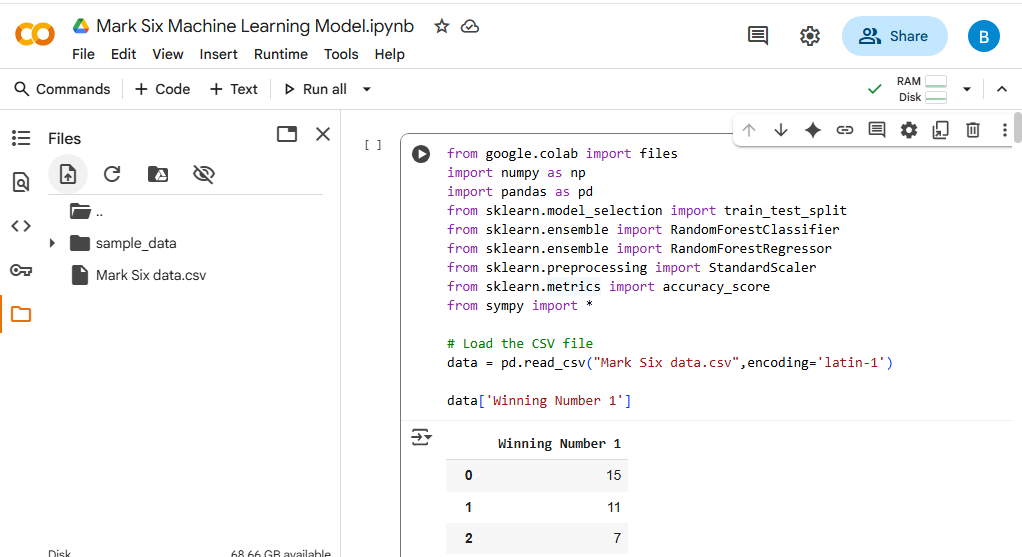 Mark Six Machine Learning Model.ipynb
File Edit View Insert Runtime Tools Help
Share
B
Commands + Code + Text Run all
RAM
Disk
Files
..
sample_data
Mark Six data.csv
Disk 68.66 GB available
[ ]
from google.colab import files
import numpy as np
import pandas as pd
from sklearn.model_selection import train_test_split
from sklearn.ensemble import RandomForestClassifier
from sklearn.ensemble import RandomForestRegressor
from sklearn.preprocessing import StandardScaler
from sklearn.metrics import accuracy_score
from sympy import *
# Load the CSV file
data = pd.read_csv("Mark Six data.csv",encoding='latin-1')
data['Winning Number 1']
Winning Number 1
0 15
1 11
2 7